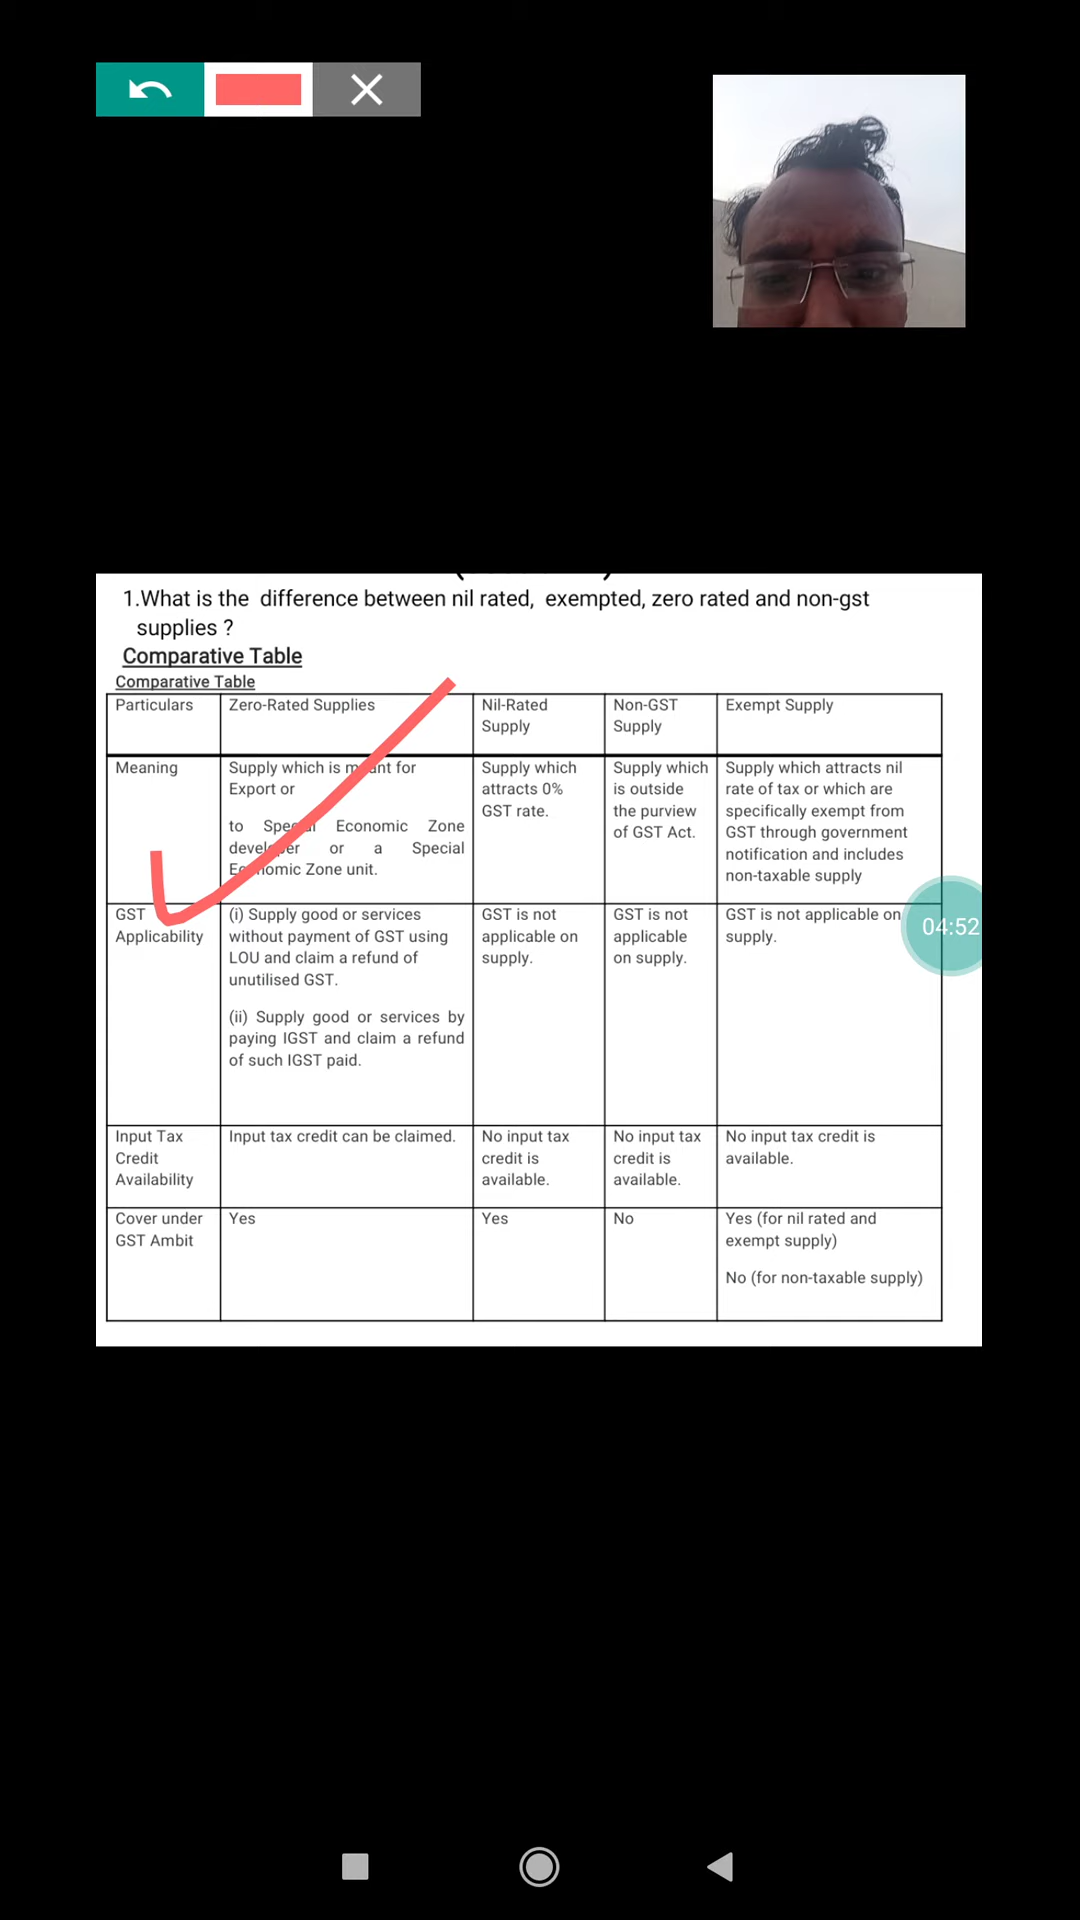 1.What is the difference between nil rated, exempted, zero rated and non-gst
supplies ?
Comparative Table
Comparative Table
Particulars
Zero-Rated Supplies
Nil-Rated
Supply
Non-GST
Supply
Exempt Supply
Meaning
Supply which is meant for
Export or
to Special Economic Zone
developer or a Special
Economic Zone unit.
Supply which
attracts 0%
GST rate.
Supply which
is outside
the purview
of GST Act.
Supply which attracts nil
rate of tax or which are
specifically exempt from
GST through government
notification and includes
non-taxable supply
GST
Applicability
(i) Supply good or services
without payment of GST using
LOU and claim a refund of
unutilised GST.
(ii) Supply good or services by
paying IGST and claim a refund
of such IGST paid.
GST is not
applicable on
supply.
GST is not
applicable
on supply.
GST is not applicable on
supply.
04:52
Input Tax
Credit
Availability
Input tax credit can be claimed.
No input tax
credit is
available.
No input tax
credit is
available.
No input tax credit is
available.
Cover under
GST Ambit
Yes
Yes
No
Yes (for nil rated and
exempt supply)
No (for non-taxable supply)